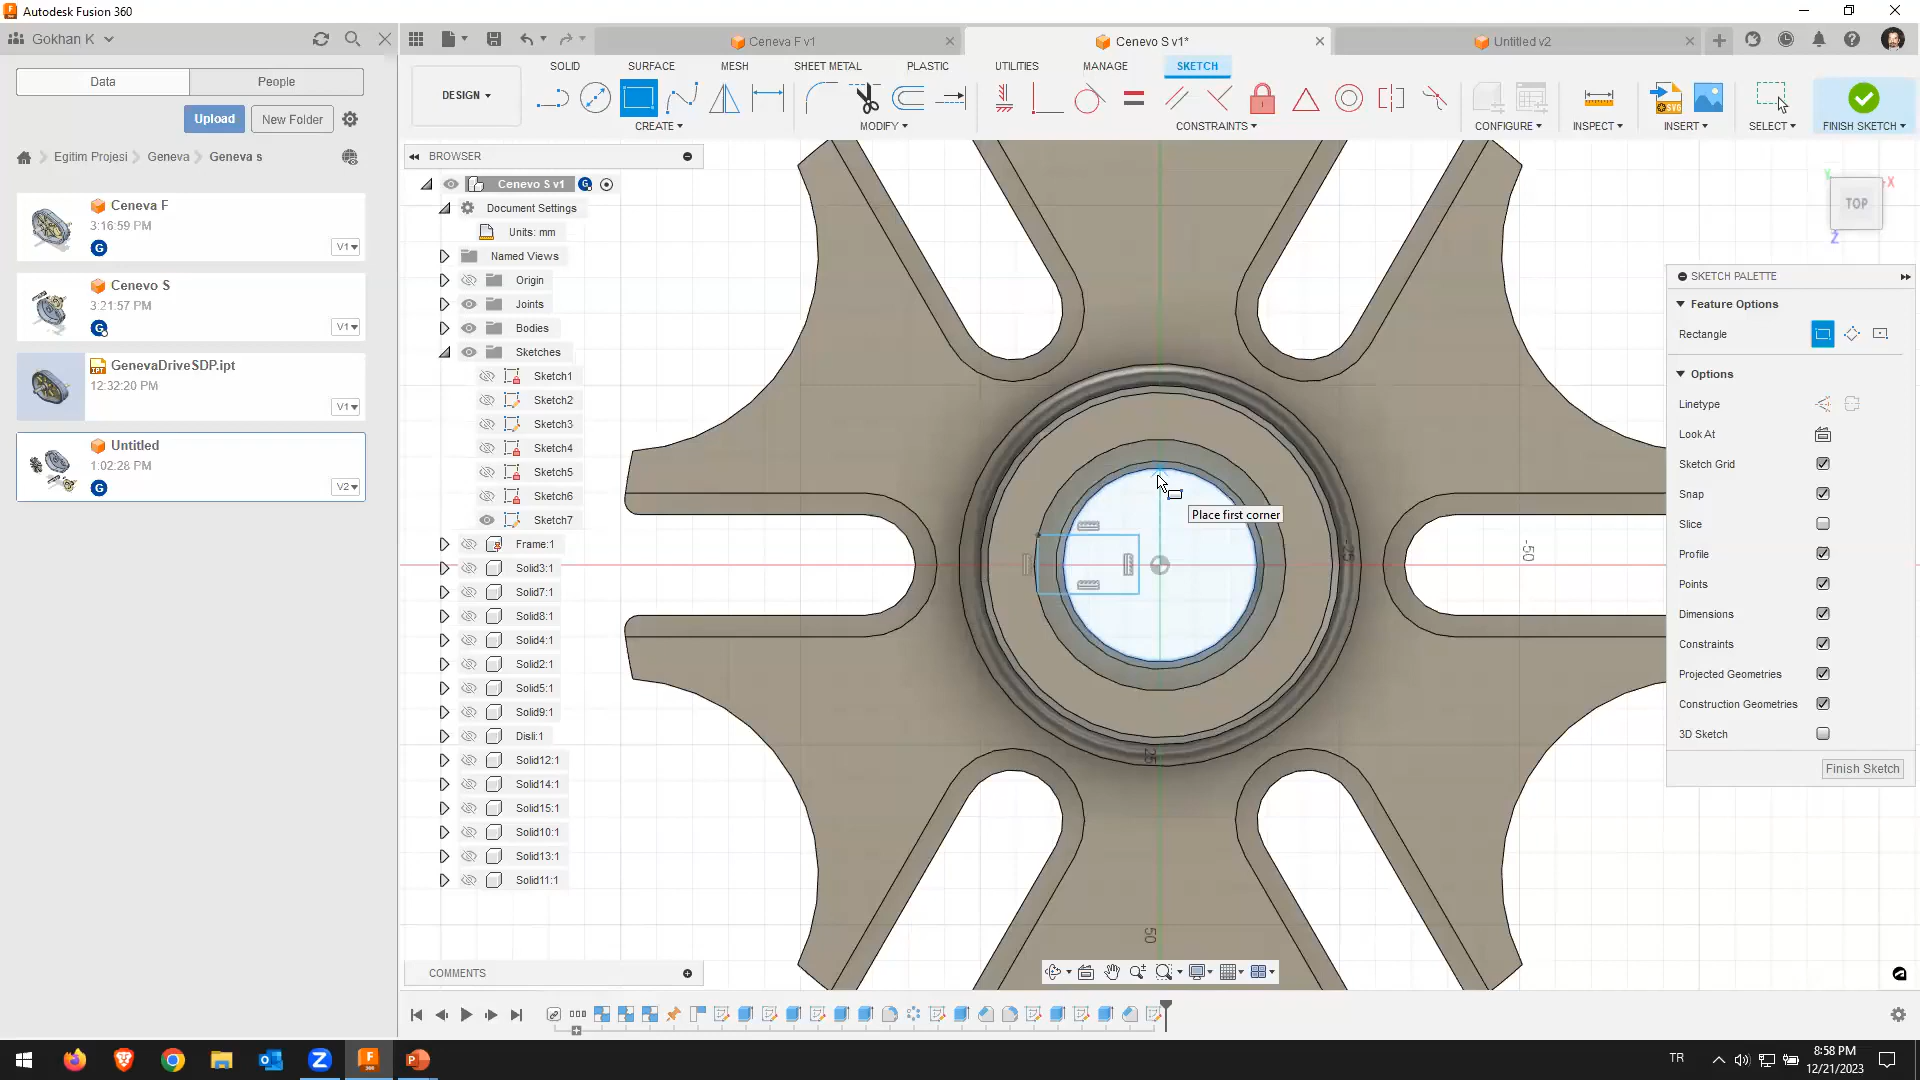 Autodesk Fusion 360
Gokhan K
Ceneva F v1
Cenevo S v1*
Untitled v2
Data
People
Upload
New Folder
Egitim Projesi
Geneva
Geneva s
Ceneva F
3:16:59 PM
G
V1
Cenevo S
3:21:57 PM
G
V1
GenevaDriveSDP.ipt
12:32:20 PM
V1
Untitled
1:02:28 PM
G
V2
SOLID
SURFACE
MESH
SHEET METAL
PLASTIC
UTILITIES
MANAGE
SKETCH
DESIGN
CREATE
MODIFY
CONSTRAINTS
CONFIGURE
INSPECT
INSERT
SELECT
FINISH SKETCH
BROWSER
Cenevo S v1
G
Document Settings
Units: mm
Named Views
Origin
Joints
Bodies
Sketches
Sketch1
Sketch2
Sketch3
Sketch4
Sketch5
Sketch6
Sketch7
Frame:1
Solid3:1
Solid7:1
Solid8:1
Solid4:1
Solid2:1
Solid5:1
Solid9:1
Disli:1
Solid12:1
Solid14:1
Solid15:1
Solid10:1
Solid13:1
Solid11:1
COMMENTS
Place first corner
-25
-50
25
50
Y
X
TOP
Z
SKETCH PALETTE
Feature Options
Rectangle
Options
Linetype
Look At
Sketch Grid
Snap
Slice
Profile
Points
Dimensions
Constraints
Projected Geometries
Construction Geometries
3D Sketch
Finish Sketch
TR
8:58 PM
12/21/2023